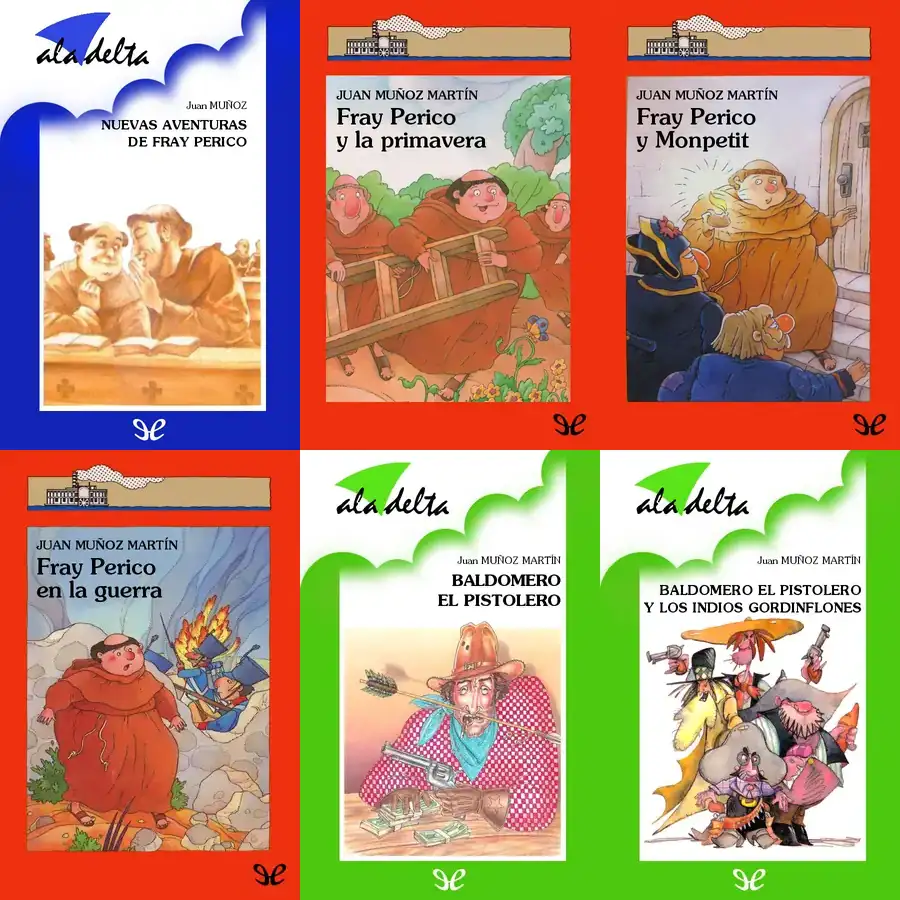 ala delta
Juan MUÑOZ
NUEVAS AVENTURAS
DE FRAY PERICO
JUAN MUÑOZ MARTÍN
Fray Perico
y la primavera
JUAN MUÑOZ MARTÍN
Fray Perico
y Monpetit
JUAN MUÑOZ MARTÍN
Fray Perico
en la guerra
ala delta
Juan MUÑOZ MARTÍN
BALDOMERO
EL PISTOLERO
ala delta
Juan MUÑOZ MARTÍN
BALDOMERO EL PISTOLERO
Y LOS INDIOS GORDINFLONES